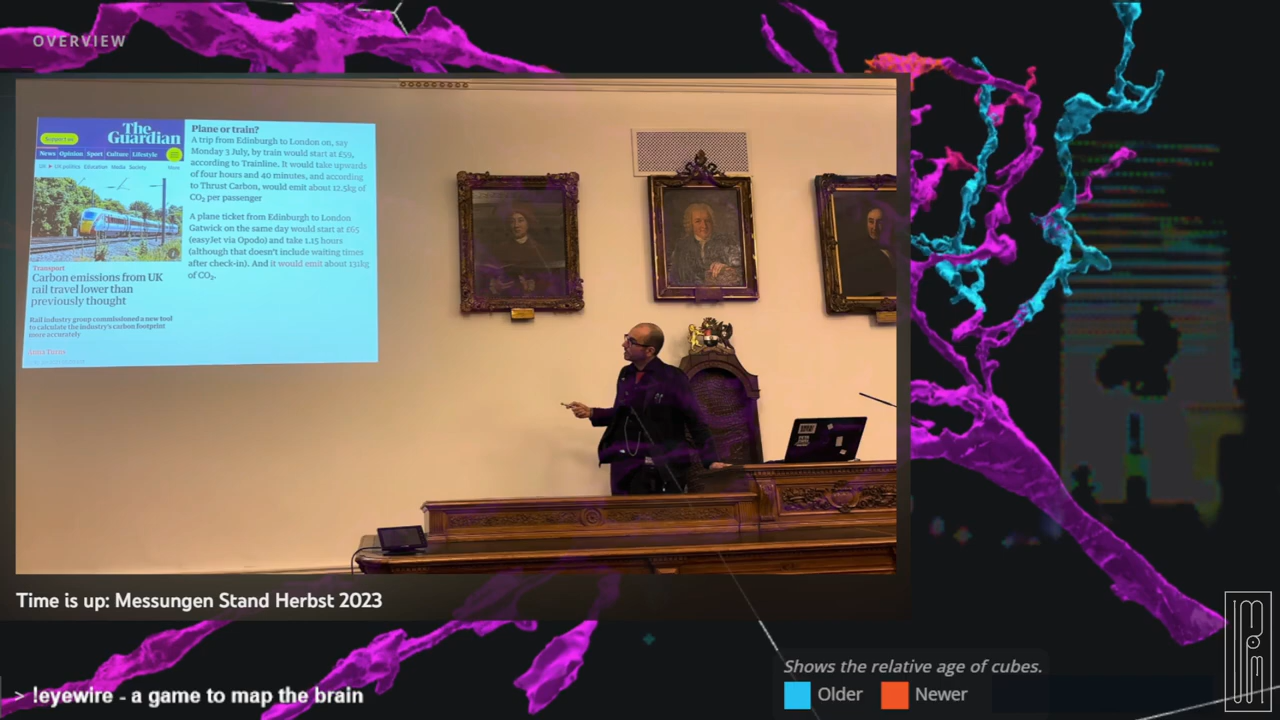 OVERVIEW
The
Guardian
News Opinion Sport Culture Lifestyle
UK politics Education Media Society
More
Transport
Carbon emissions from UK
rail travel lower than
previously thought
Rail industry group commissioned a new tool
to calculate the industry's carbon footprint
more accurately
Plane or train?
A trip from Edinburgh to London on, say
Monday 3 July, by train would start at £59,
according to Trainline. It would take upwards
of four hours and 40 minutes, and according
to Thrust Carbon, would emit about 12.5kg of
CO₂ per passenger
A plane ticket from Edinburgh to London
Gatwick on the same day would start at £65
(easyJet via Opodo) and take 1.15 hours
(although that doesn't include waiting times
after check-in). And it would emit about 131kg
of CO₂.
Time is up: Messungen Stand Herbst 2023
> !eyewire - a game to map the brain
Shows the relative age of cubes.
Older Newer